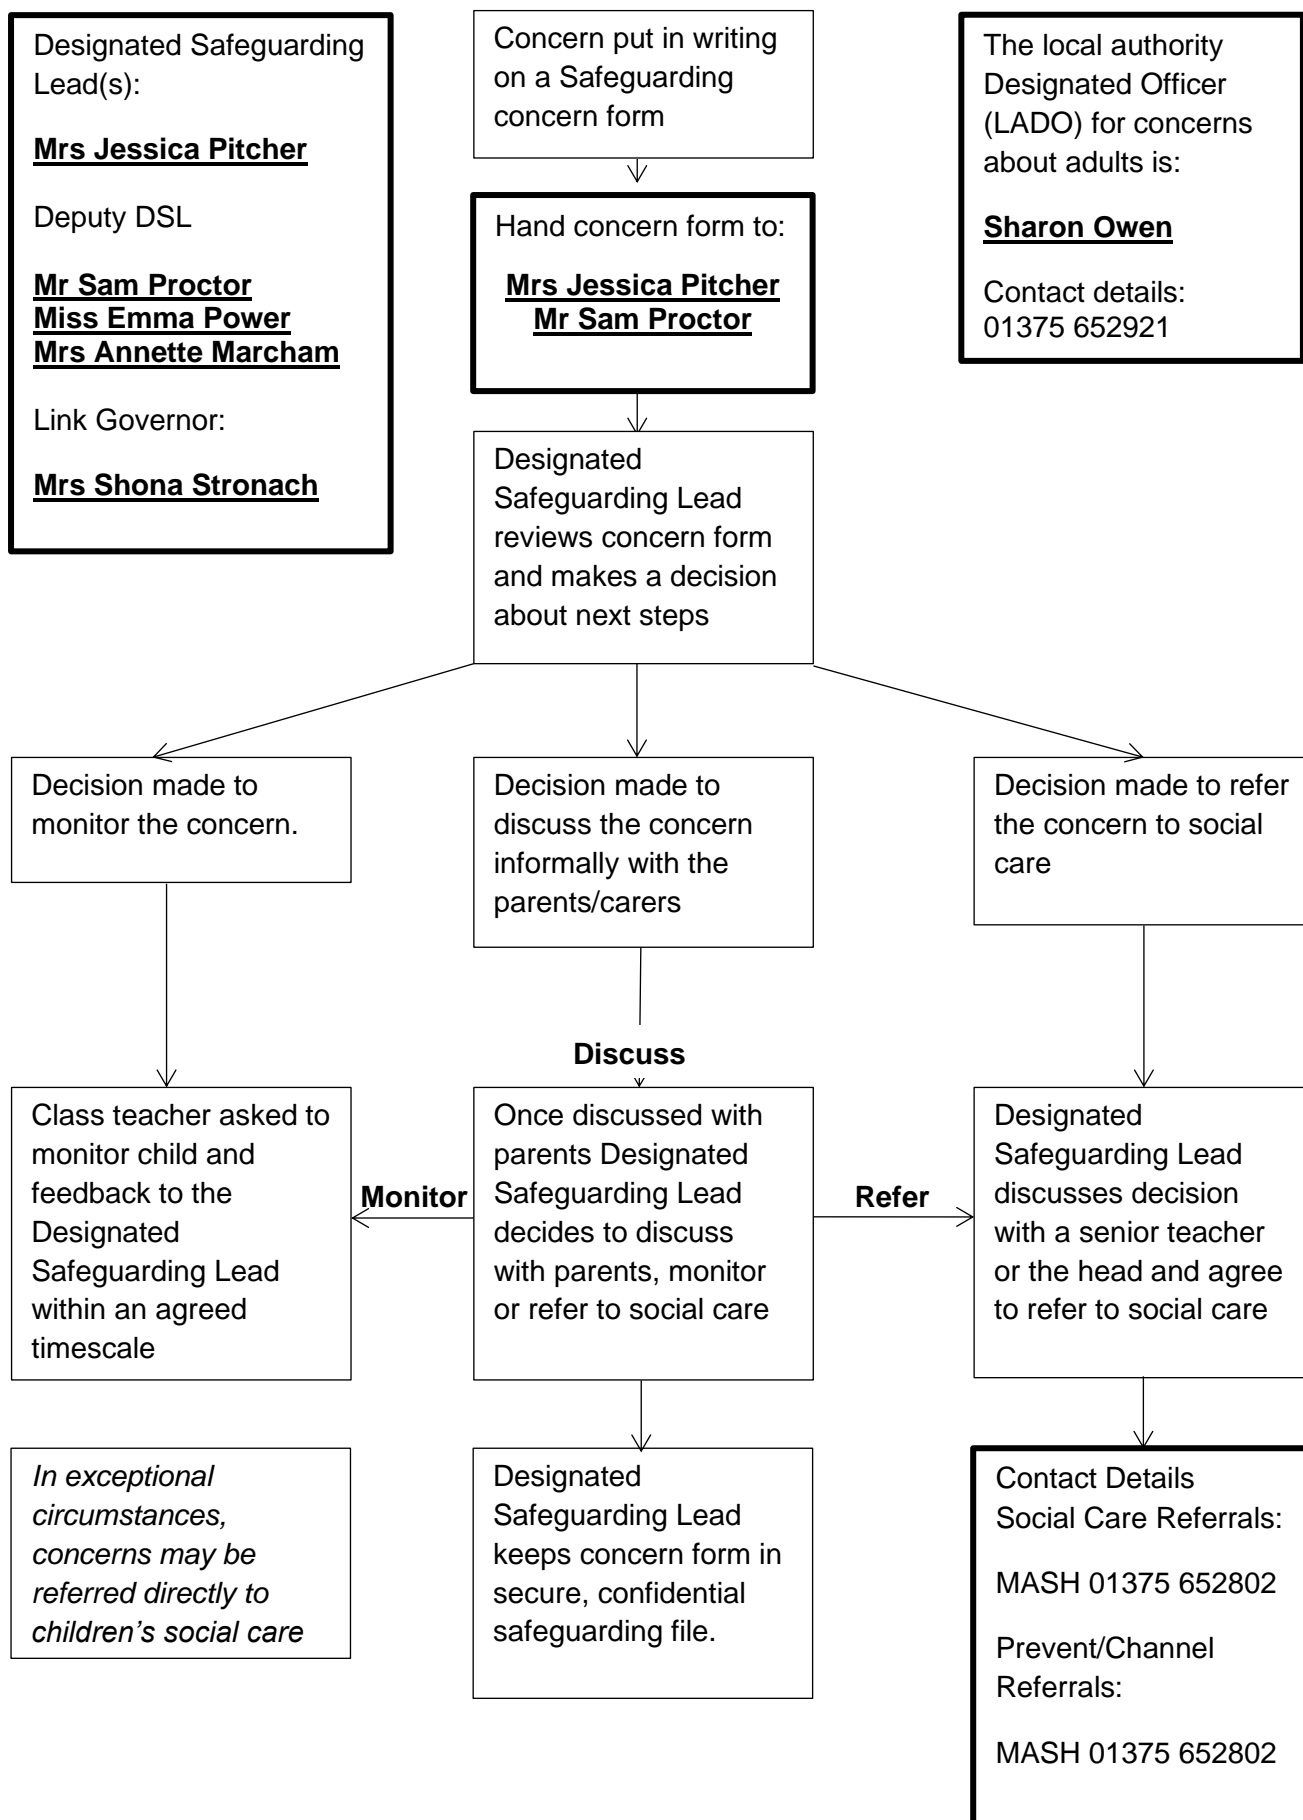 Designated Safeguarding
Lead(s):
Mrs Jessica Pitcher
Deputy DSL
Mr Sam Proctor
Miss Emma Power
Mrs Annette Marcham
Link Governor:
Mrs Shona Stronach
Concern put in writing
on a Safeguarding
concern form
The local authority
Designated Officer
(LADO) for concerns
about adults is:
Sharon Owen
Contact details:
01375 652921
Hand concern form to:
Mrs Jessica Pitcher
Mr Sam Proctor
Designated
Safeguarding Lead
reviews concern form
and makes a decision
about next steps
Decision made to
monitor the concern.
Decision made to
discuss the concern
informally with the
parents/carers
Decision made to refer
the concern to social
care
Discuss
Class teacher asked to
monitor child and
feedback to the
Designated
Safeguarding Lead
within an agreed
timescale
Monitor
Once discussed with
parents Designated
Safeguarding Lead
decides to discuss
with parents, monitor
or refer to social care
Refer
Designated
Safeguarding Lead
discusses decision
with a senior teacher
or the head and agree
to refer to social care
In exceptional
circumstances,
concerns may be
referred directly to
children’s social care
Designated
Safeguarding Lead
keeps concern form in
secure, confidential
safeguarding file.
Contact Details
Social Care Referrals:
MASH 01375 652802
Prevent/Channel
Referrals:
MASH 01375 652802